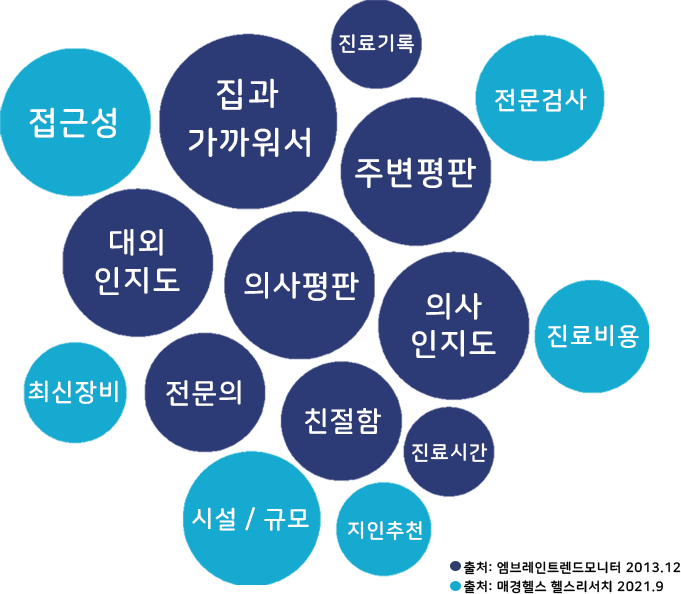 진료기록
집과
가까워서
접근성
전문검사
주변평판
대외
인지도
의사평판
의사
인지도
진료비용
최신장비
전문의
친절함
진료시간
시설 / 규모
지인추천
출처: 엠브레인트렌드모니터 2013.12
출처: 매경헬스 헬스리서치 2021.9